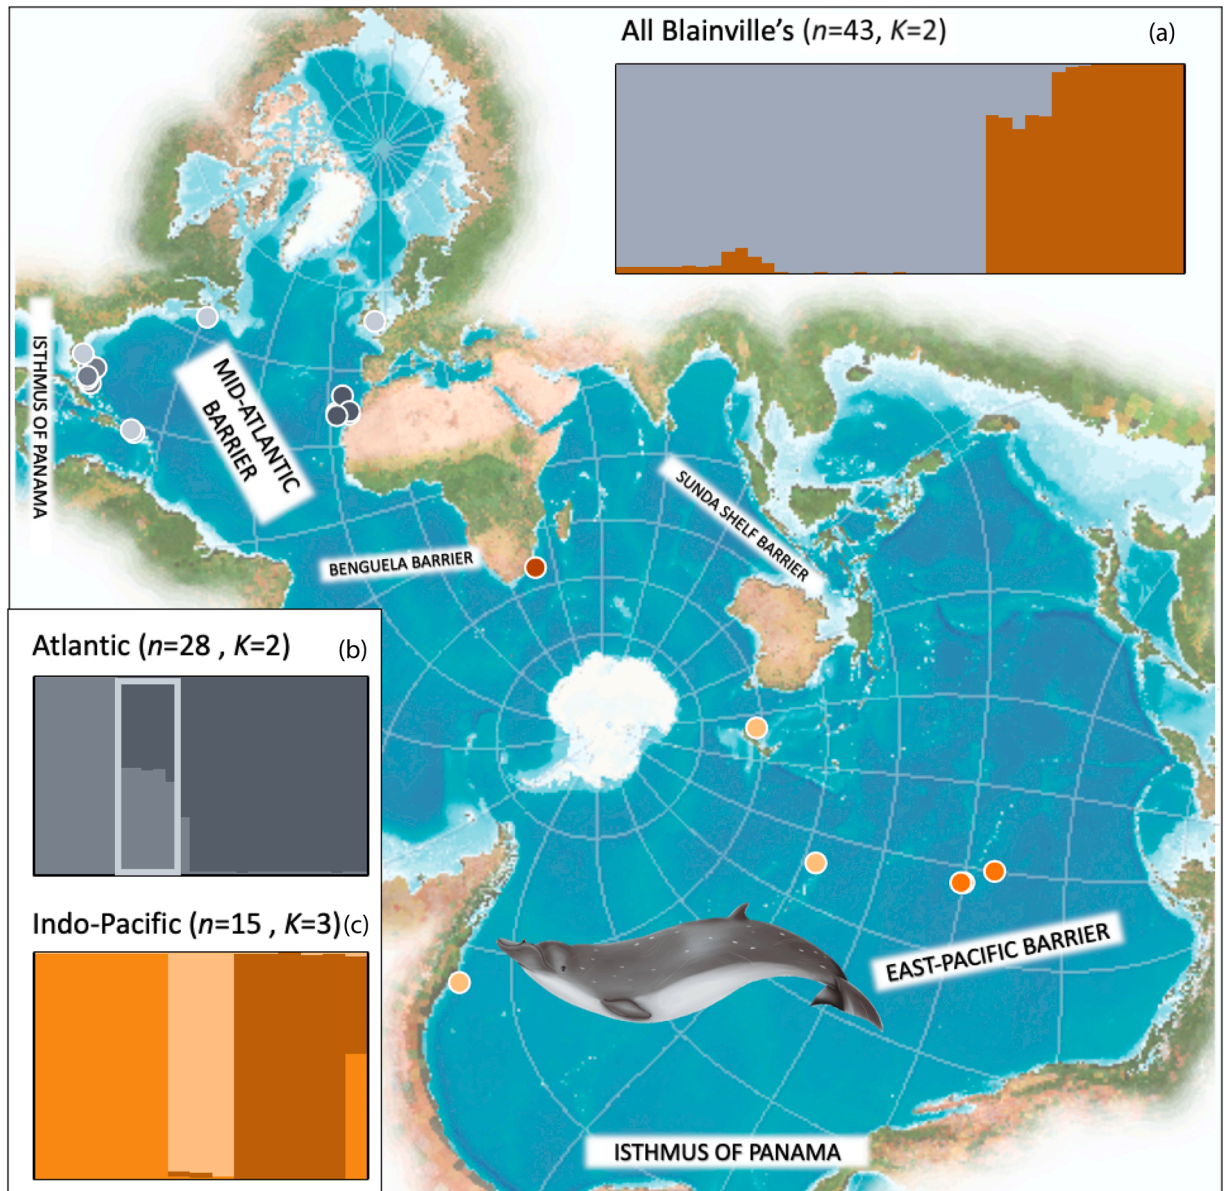 All Blainville's (n=43, K=2) (a)
ISTHMUS OF PANAMA
MID-ATLANTIC
BARRIER
SUNDA SHELF BARRIER
BENGUELA BARRIER
Atlantic (n=28 , K=2) (b)
Indo-Pacific (n=15 , K=3) (c)
EAST-PACIFIC BARRIER
ISTHMUS OF PANAMA